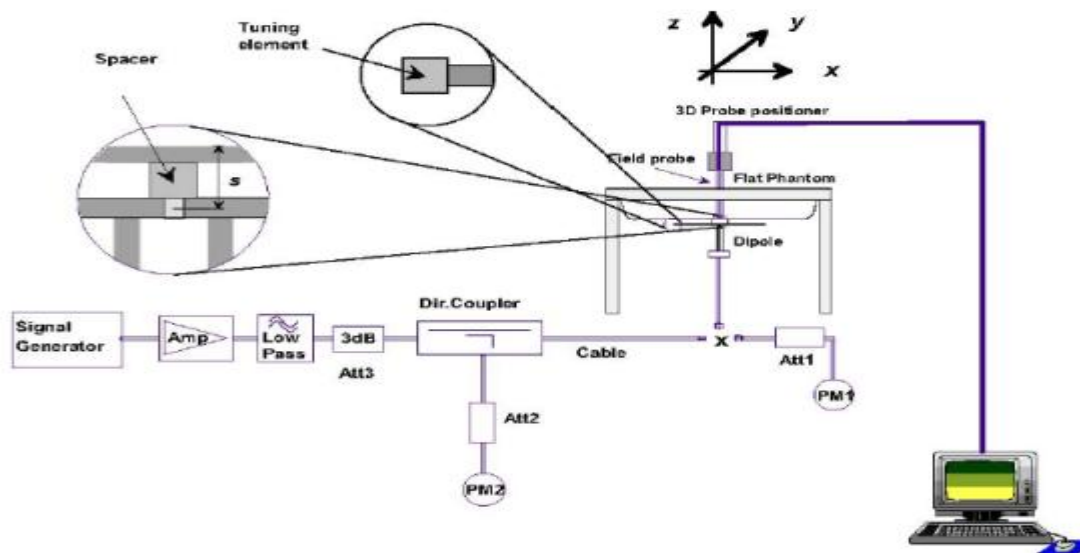 Tuning
element
Spacer
s
z
y
x
3D Probe positioner
Field probe
Flat Phantom
Dipole
Signal
Generator
Amp
Low
Pass
3dB
Att3
Dir.Coupler
Cable
x
Att1
PM1
Att2
PM2